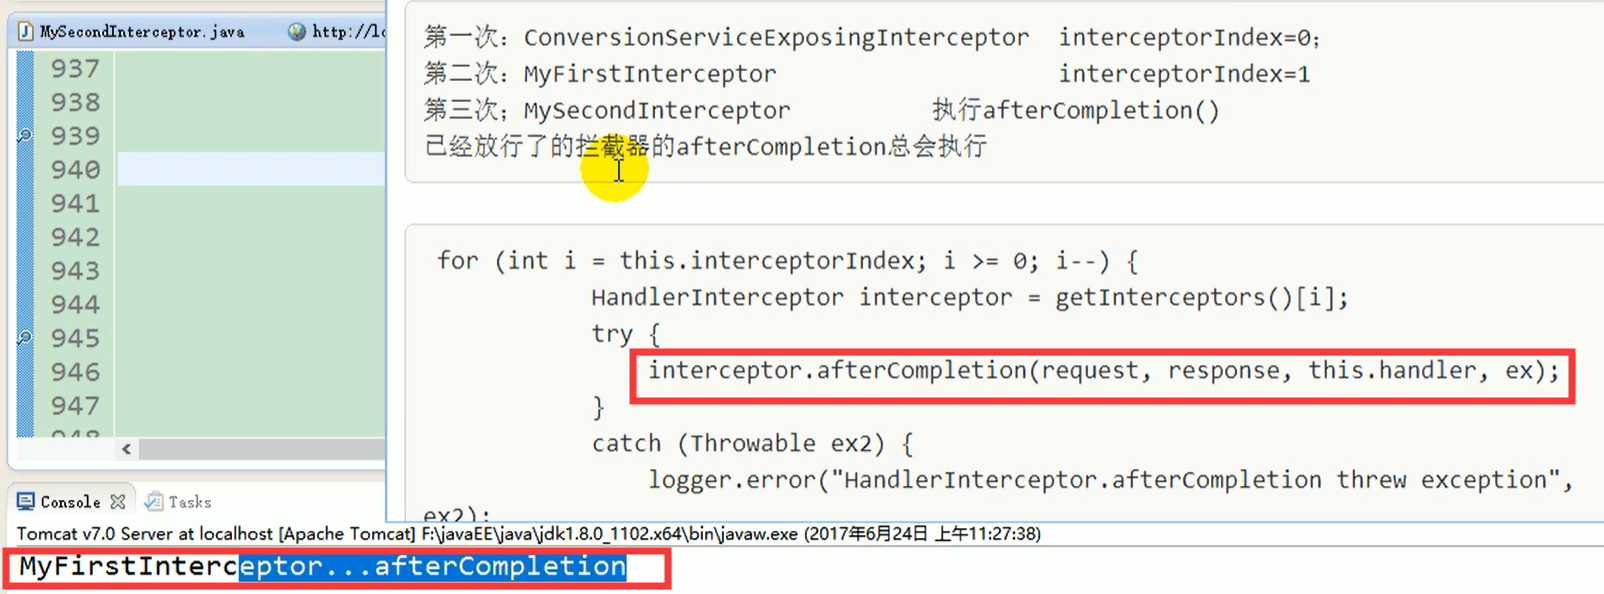 MySecondInterceptor.java
http://lo
937
938
939
940
941
942
943
944
945
946
947
948
第一次：ConversionServiceExposingInterceptor interceptorIndex=0；
第二次：MyFirstInterceptor interceptorIndex=1
第三次；MySecondInterceptor 执行afterCompletion()
已经放行了的拦截器的afterCompletion总会执行
for (int i = this.interceptorIndex; i >= 0; i--) {
HandlerInterceptor interceptor = getInterceptors()[i];
try {
interceptor.afterCompletion(request, response, this.handler, ex);
}
catch (Throwable ex2) {
logger.error("HandlerInterceptor.afterCompletion threw exception",
ex2);
Console Tasks
Tomcat v7.0 Server at localhost [Apache Tomcat] F:\javaEE\java\jdk1.8.0_1102.x64\bin\javaw.exe (2017年6月24日 上午11:27:38)
MyFirstInterceptor...afterCompletion